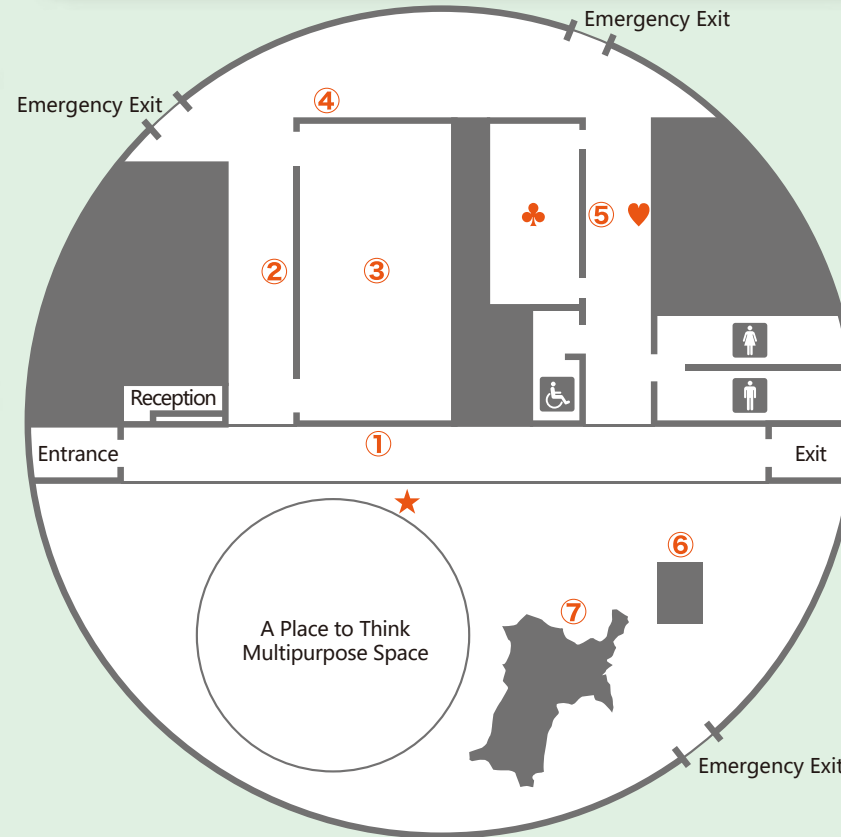 Emergency Exit
Emergency Exit
④
♣
⑤ ♥
② ③
Reception
①
Entrance
Exit
★
⑥
⑦
A Place to Think
Multipurpose Space
Emergency Exit